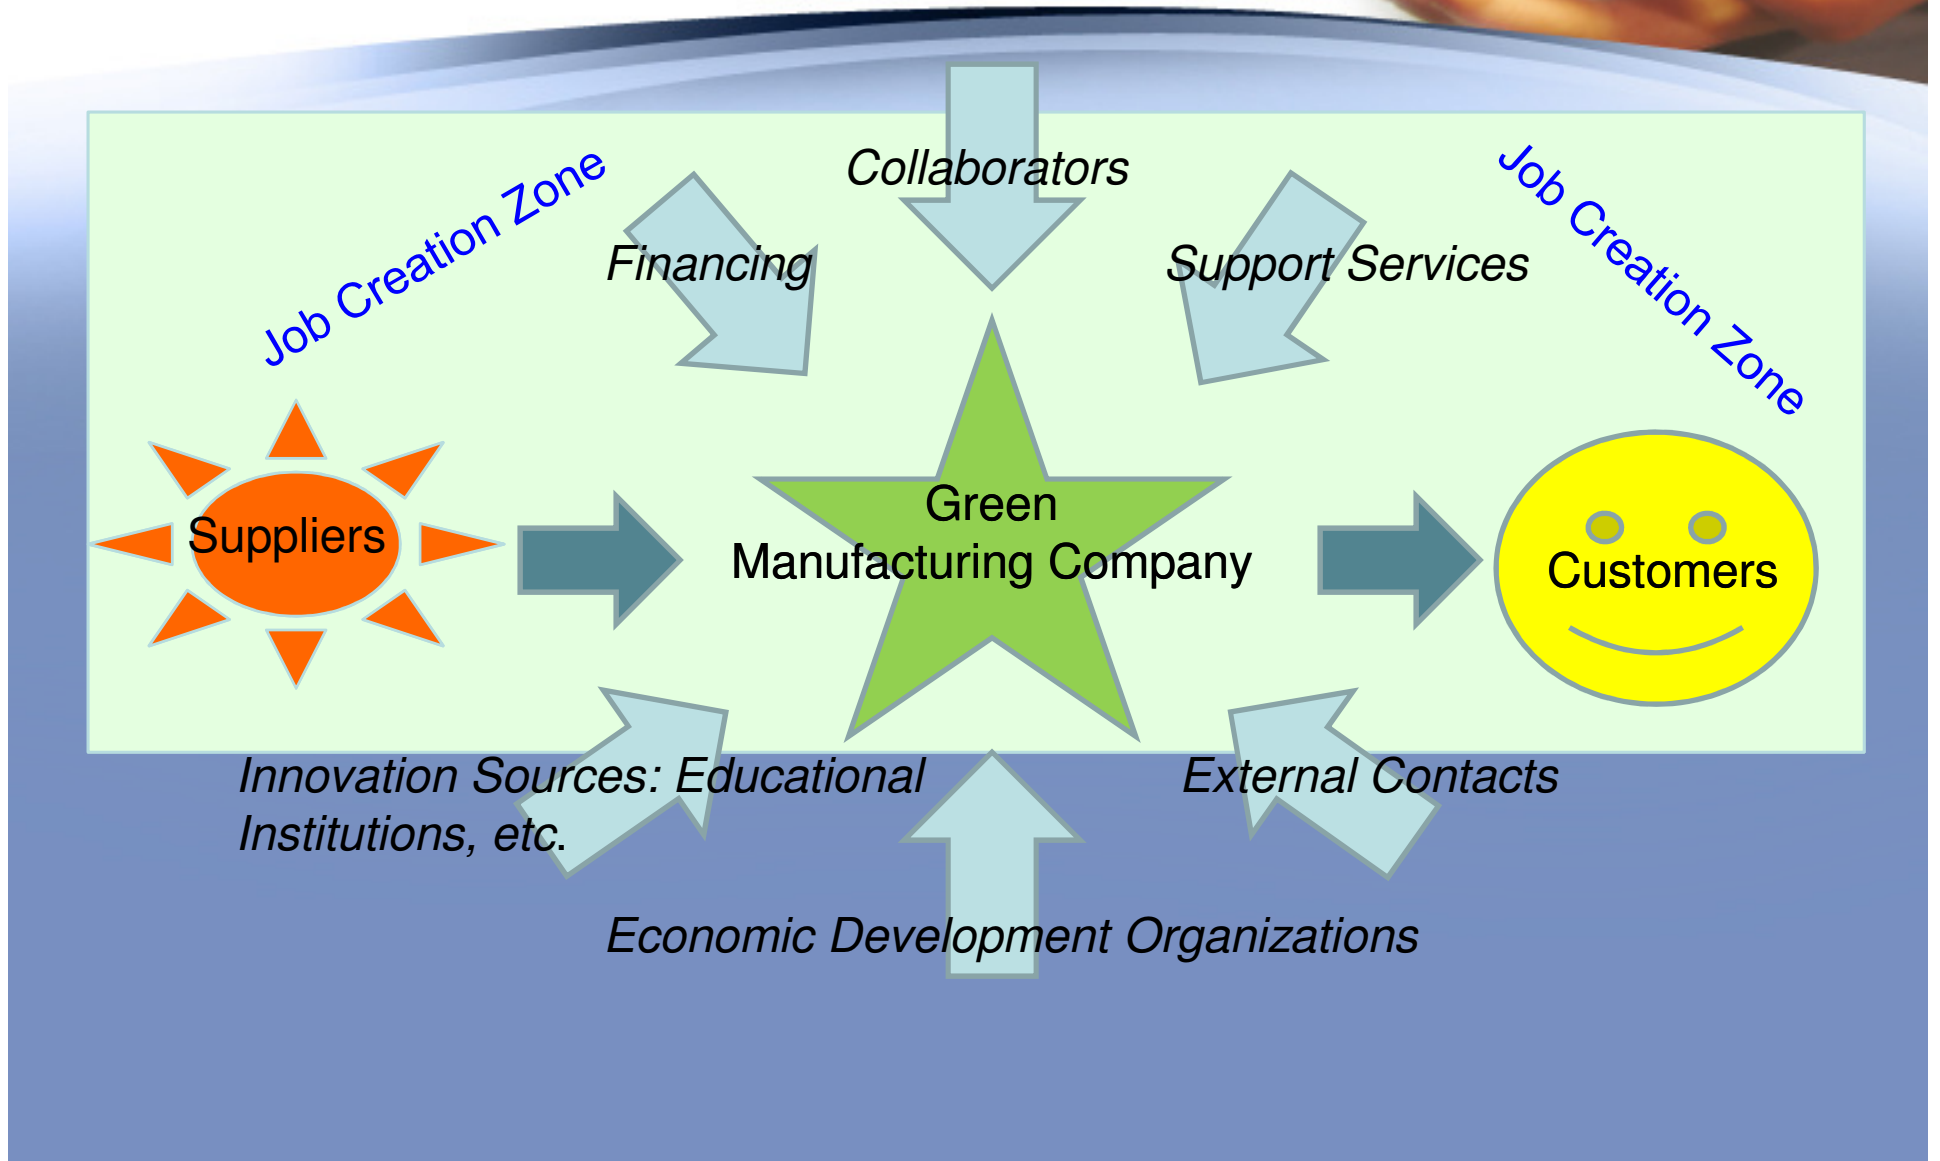 Collaborators
Job Creation Zone
Job Creation Zone
Financing
Support Services
Suppliers
Green
Manufacturing Company
Customers
Innovation Sources: Educational
Institutions, etc.
External Contacts
Economic Development Organizations